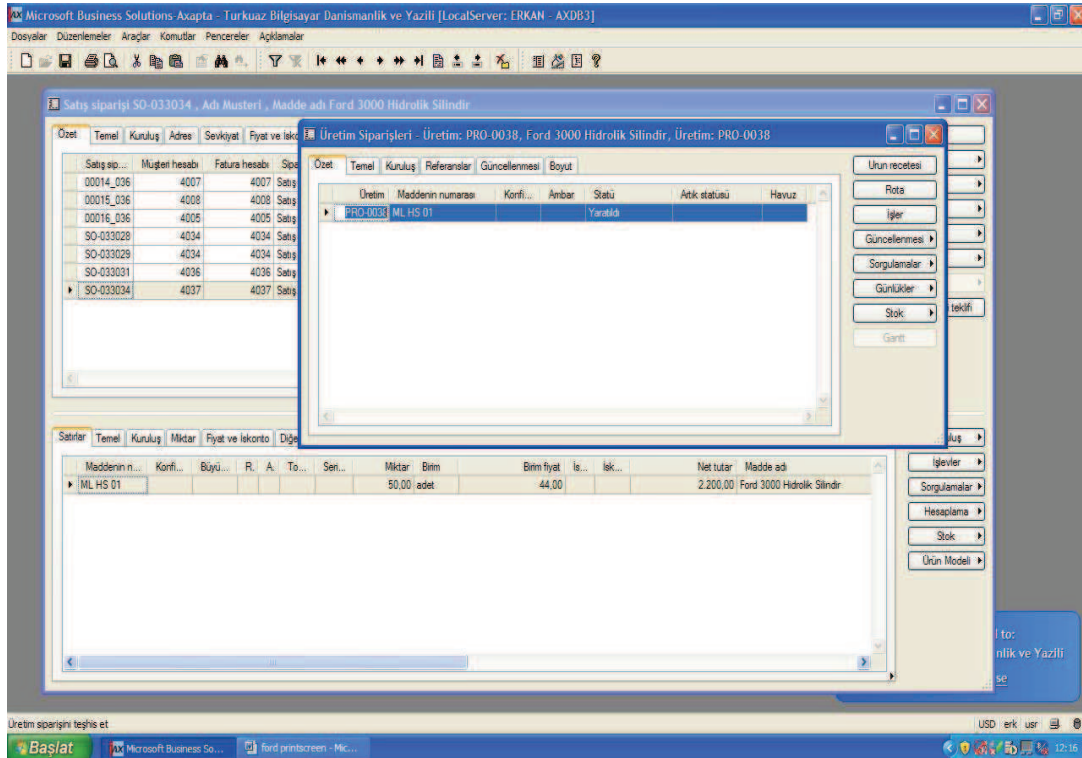 Microsoft Business Solutions-Axapta - Turkuaz Bilgisayar Danismanlik ve Yazili [LocalServer: ERKAN - AXDB3]
Dosyalar Düzenlemeler Araçlar Komutlar Pencereler Açıklamalar
Satış siparişi SO-033034 , Adı Musteri , Madde adı Ford 3000 Hidrolik Silindir
Özet Temel Kuruluş Adres Sevkiyat Fiyat ve İsko
Satış sip... Müşteri hesabı Fatura hesabı Sipa
00014_036 4007 4007 Satış
00015_036 4008 4008 Satış
00016_036 4005 4005 Satış
SO-033028 4034 4034 Satış
SO-033029 4034 4034 Satış
SO-033031 4036 4036 Satış
SO-033034 4037 4037 Satış
teklifi
Üretim Siparişleri - Üretim: PRO-0038, Ford 3000 Hidrolik Silindir, Üretim: PRO-0038
Özet Temel Kuruluş Referanslar Güncellenmesi Boyut
Üretim Maddenin numarası Konfi... Ambar Statü Artık statüsü Havuz
PRO-0038 ML HS 01 Yaratıldı
Urun recetesi
Rota
İşler
Güncellenmesi
Sorgulamalar
Günlükler
Stok
Gantt
Satırlar Temel Kuruluş Miktar Fiyat ve İskonto Diğe
Maddenin n... Konfi... Büyü... R. A. To... Seri... Miktar Birim Birim fiyat İs... İsk... Net tutar Madde adı
ML HS 01 50,00 adet 44,00 2.200,00 Ford 3000 Hidrolik Silindir
luş
İşlevler
Sorgulamalar
Hesaplama
Stok
Ürün Modeli
l to:
nlik ve Yazili
se
Üretim siparişini teşhis et USD erk usr
Başlat Microsoft Business So... ford printscreen - Mic... 12:16